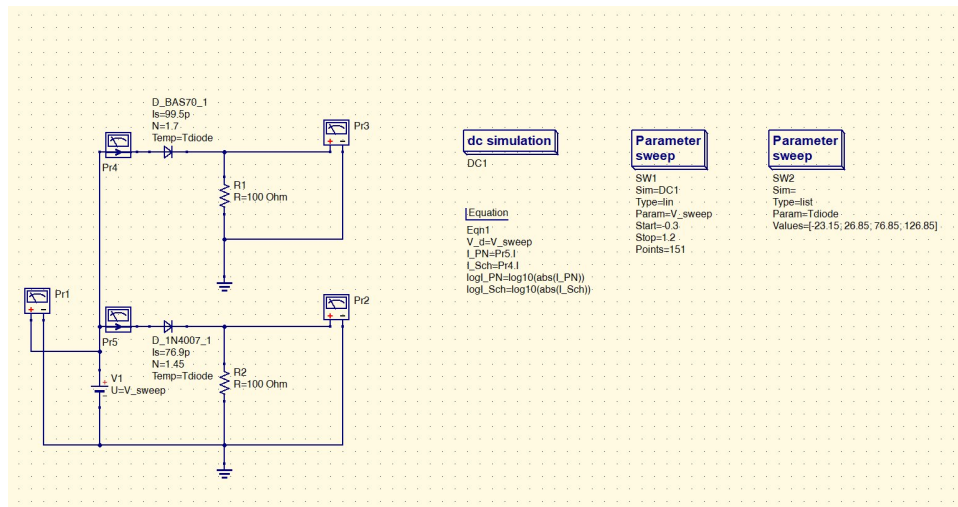 D_BAS70_1
Is=99.5p
N=1.7
Temp=Tdiode
Pr3
+ -
Pr4
R1
R=100 Ohm
Pr1
+ -
Pr2
+ -
Pr5
D_1N4007_1
Is=76.9p
N=1.45
Temp=Tdiode
R2
R=100 Ohm
+
V1
U=V_sweep
-
dc simulation
DC1
Equation
Eqn1
V_d=V_sweep
I_PN=Pr5.I
I_Sch=Pr4.I
logI_PN=log10(abs(I_PN))
logI_Sch=log10(abs(I_Sch))
Parameter
sweep
SW1
Sim=DC1
Type=lin
Param=V_sweep
Start=-0.3
Stop=1.2
Points=151
Parameter
sweep
SW2
Sim=
Type=list
Param=Tdiode
Values=[-23.15; 26.85; 76.85; 126.85]